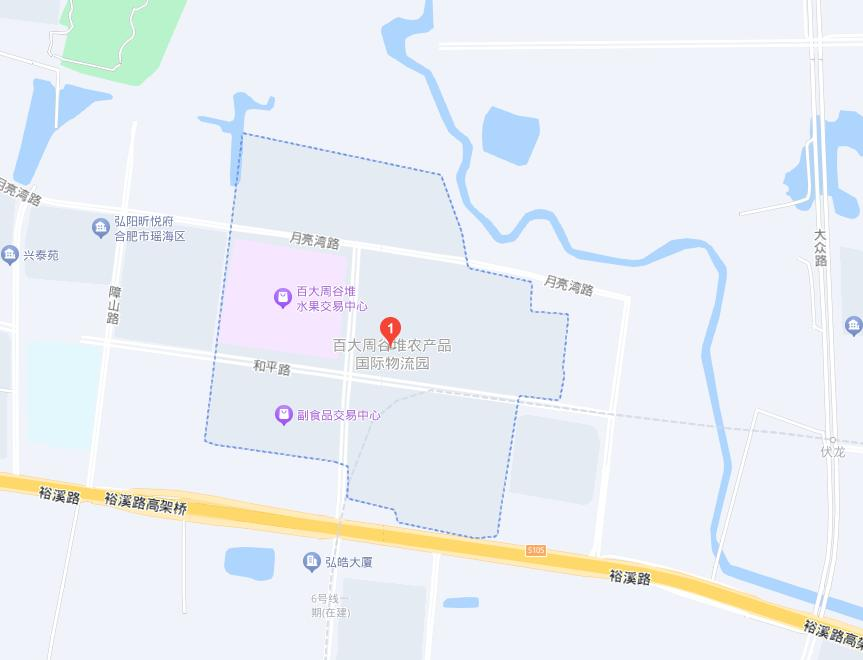 月亮湾路
弘阳昕悦府
合肥市瑶海区
兴泰苑
月亮湾路
大众路
月亮湾路
障山路
百大周谷堆
水果交易中心
1
百大周谷堆农产品
国际物流园
和平路
副食品交易中心
伏龙
裕溪路
裕溪路高架桥
S105
弘皓大厦
裕溪路
6号线一
期(在建)
裕溪路高架